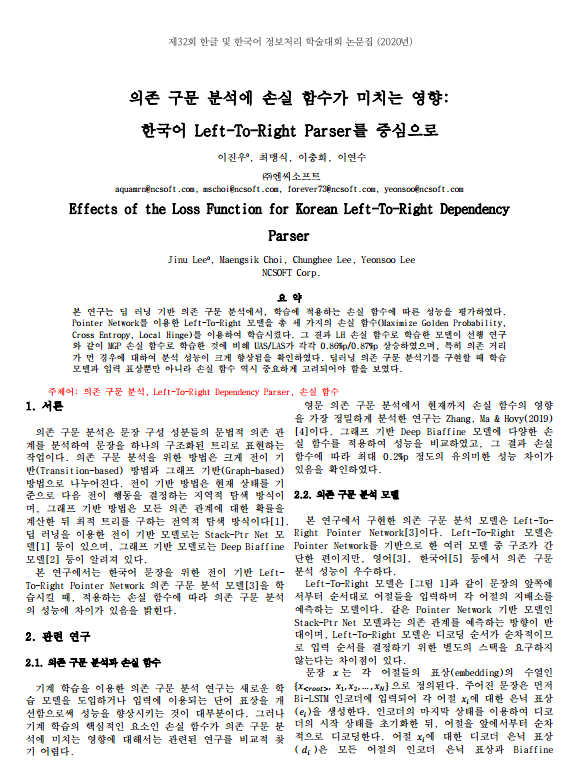 제32회 한글 및 한국어 정보처리 학술대회 논문집 (2020년)
의존 구문 분석에 손실 함수가 미치는 영향:
한국어 Left-To-Right Parser를 중심으로
이진우⁰, 최맹식, 이충희, 이연수
㈜엔씨소프트
aquamrn@ncsoft.com, mschoi@ncsoft.com, forever73@ncsoft.com, yeonsoo@ncsoft.com
Effects of the Loss Function for Korean Left-To-Right Dependency
Parser
Jinu Lee⁰, Maengsik Choi, Chunghee Lee, Yeonsoo Lee
NCSOFT Corp.
요 약
본 연구는 딥 러닝 기반 의존 구문 분석에서, 학습에 적용하는 손실 함수에 따른 성능을 평가하였다.
Pointer Network를 이용한 Left-To-Right 모델을 총 세 가지의 손실 함수(Maximize Golden Probability,
Cross Entropy, Local Hinge)를 이용하여 학습시켰다. 그 결과 LH 손실 함수로 학습한 모델이 선행 연구
와 같이 MGP 손실 함수로 학습한 것에 비해 UAS/LAS가 각각 0.86%p/0.87%p 상승하였으며, 특히 의존 거리
가 먼 경우에 대하여 분석 성능이 크게 향상됨을 확인하였다. 딥러닝 의존 구문 분석기를 구현할 때 학습
모델과 입력 표상뿐만 아니라 손실 함수 역시 중요하게 고려되어야 함을 보였다.
주제어: 의존 구문 분석, Left-To-Right Dependency Parser, 손실 함수
1. 서론
의존 구문 분석은 문장 구성 성분들의 문법적 의존 관
계를 분석하여 문장을 하나의 구조화된 트리로 표현하는
작업이다. 의존 구문 분석을 위한 방법은 크게 전이 기
반(Transition-based) 방법과 그래프 기반(Graph-based)
방법으로 나누어진다. 전이 기반 방법은 현재 상태를 기
준으로 다음 전이 행동을 결정하는 지역적 탐색 방식이
며, 그래프 기반 방법은 모든 의존 관계에 대한 확률을
계산한 뒤 최적 트리를 구하는 전역적 탐색 방식이다[1].
딥 러닝을 이용한 전이 기반 모델로는 Stack-Ptr Net 모
델[1] 등이 있으며, 그래프 기반 모델로는 Deep Biaffine
모델[2] 등이 알려져 있다.
본 연구에서는 한국어 문장을 위한 전이 기반 Left-
To-Right Pointer Network 의존 구문 분석 모델[3]을 학
습시킬 때, 적용하는 손실 함수에 따라 의존 구문 분석
의 성능에 차이가 있음을 밝힌다.
2. 관련 연구
2.1. 의존 구문 분석과 손실 함수
기계 학습을 이용한 의존 구문 분석 연구는 새로운 학
습 모델을 도입하거나 입력에 이용되는 단어 표상을 개
선함으로써 성능을 향상시키는 것이 대부분이다. 그러나
기계 학습의 핵심적인 요소인 손실 함수가 의존 구문 분
석에 미치는 영향에 대해서는 관련된 연구를 비교적 찾
기 어렵다.
영문 의존 구문 분석에서 현재까지 손실 함수의 영향
을 가장 정밀하게 분석한 연구는 Zhang, Ma & Hovy(2019)
[4]이다. 그래프 기반 Deep Biaffine 모델에 다양한 손
실 함수를 적용하여 성능을 비교하였고, 그 결과 손실
함수에 따라 최대 0.2%p 정도의 유의미한 성능 차이가
있음을 확인하였다.
2.2. 의존 구문 분석 모델
본 연구에서 구현한 의존 구문 분석 모델은 Left-To-
Right Pointer Network[3]이다. Left-To-Right 모델은
Pointer Network를 기반으로 한 여러 모델 중 구조가 간
단한 편이지만, 영어[3], 한국어[5] 등에서 의존 구문
분석 성능이 우수하다.
Left-To-Right 모델은 [그림 1]과 같이 문장의 앞쪽에
서부터 순서대로 어절들을 입력하며 각 어절의 지배소를
예측하는 모델이다. 같은 Pointer Network 기반 모델인
Stack-Ptr Net 모델과는 의존 관계를 예측하는 방향이 반
대이며, Left-To-Right 모델은 디코딩 순서가 순차적이므
로 입력 순서를 결정하기 위한 별도의 스택을 요구하지
않는다는 차이점이 있다.
문장 x는 각 어절들의 표상(embedding)의 수열인
{x<root>, x1, x2, …, xN}으로 정의된다. 주어진 문장은 먼저
Bi-LSTM 인코더에 입력되어 각 어절 xi에 대한 은닉 표상
(ei)을 생성한다. 인코더의 마지막 상태를 이용하여 디코
더의 시작 상태를 초기화한 뒤, 어절을 앞에서부터 순차
적으로 디코딩한다. 어절 xi에 대한 디코더 은닉 표상
(di)은 모든 어절의 인코더 은닉 표상과 Biaffine